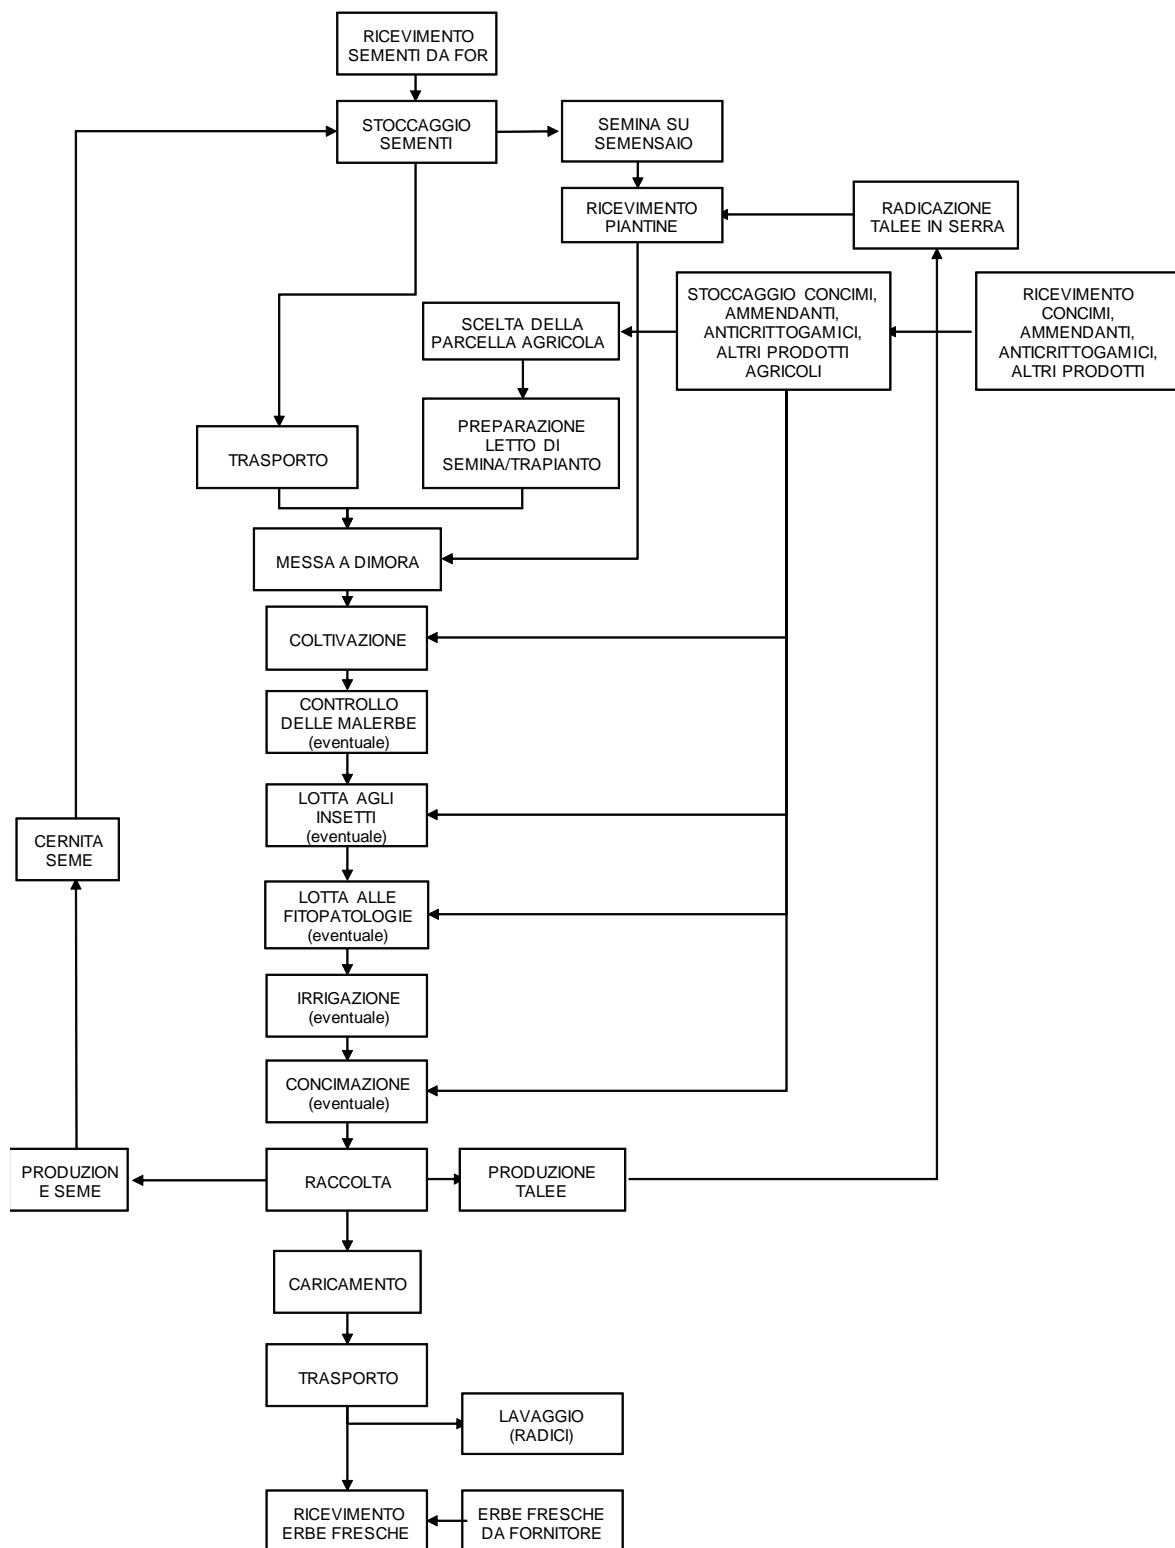 RICEVIMENTO
SEMENTI DA FOR
STOCCAGGIO
SEMENTI
SEMINA SU
SEMENSAIO
RICEVIMENTO
PIANTINE
RADICAZIONE
TALEE IN SERRA
SCELTA DELLA
PARCELLA AGRICOLA
STOCCAGGIO CONCIMI,
AMMENDANTI,
ANTICRITTOGAMICI,
ALTRI PRODOTTI
AGRICOLI
RICEVIMENTO
CONCIMI,
AMMENDANTI,
ANTICRITTOGAMICI,
ALTRI PRODOTTI
TRASPORTO
PREPARAZIONE
LETTO DI
SEMINA/TRAPIANTO
MESSA A DIMORA
COLTIVAZIONE
CONTROLLO
DELLE MALERBE
(eventuale)
LOTTA AGLI
INSETTI
(eventuale)
CERNITA
SEME
LOTTA ALLE
FITOPATOLOGIE
(eventuale)
IRRIGAZIONE
(eventuale)
CONCIMAZIONE
(eventuale)
PRODUZION
E SEME
RACCOLTA
PRODUZIONE
TALEE
CARICAMENTO
TRASPORTO
LAVAGGIO
(RADICI)
RICEVIMENTO
ERBE FRESCHE
ERBE FRESCHE
DA FORNITORE